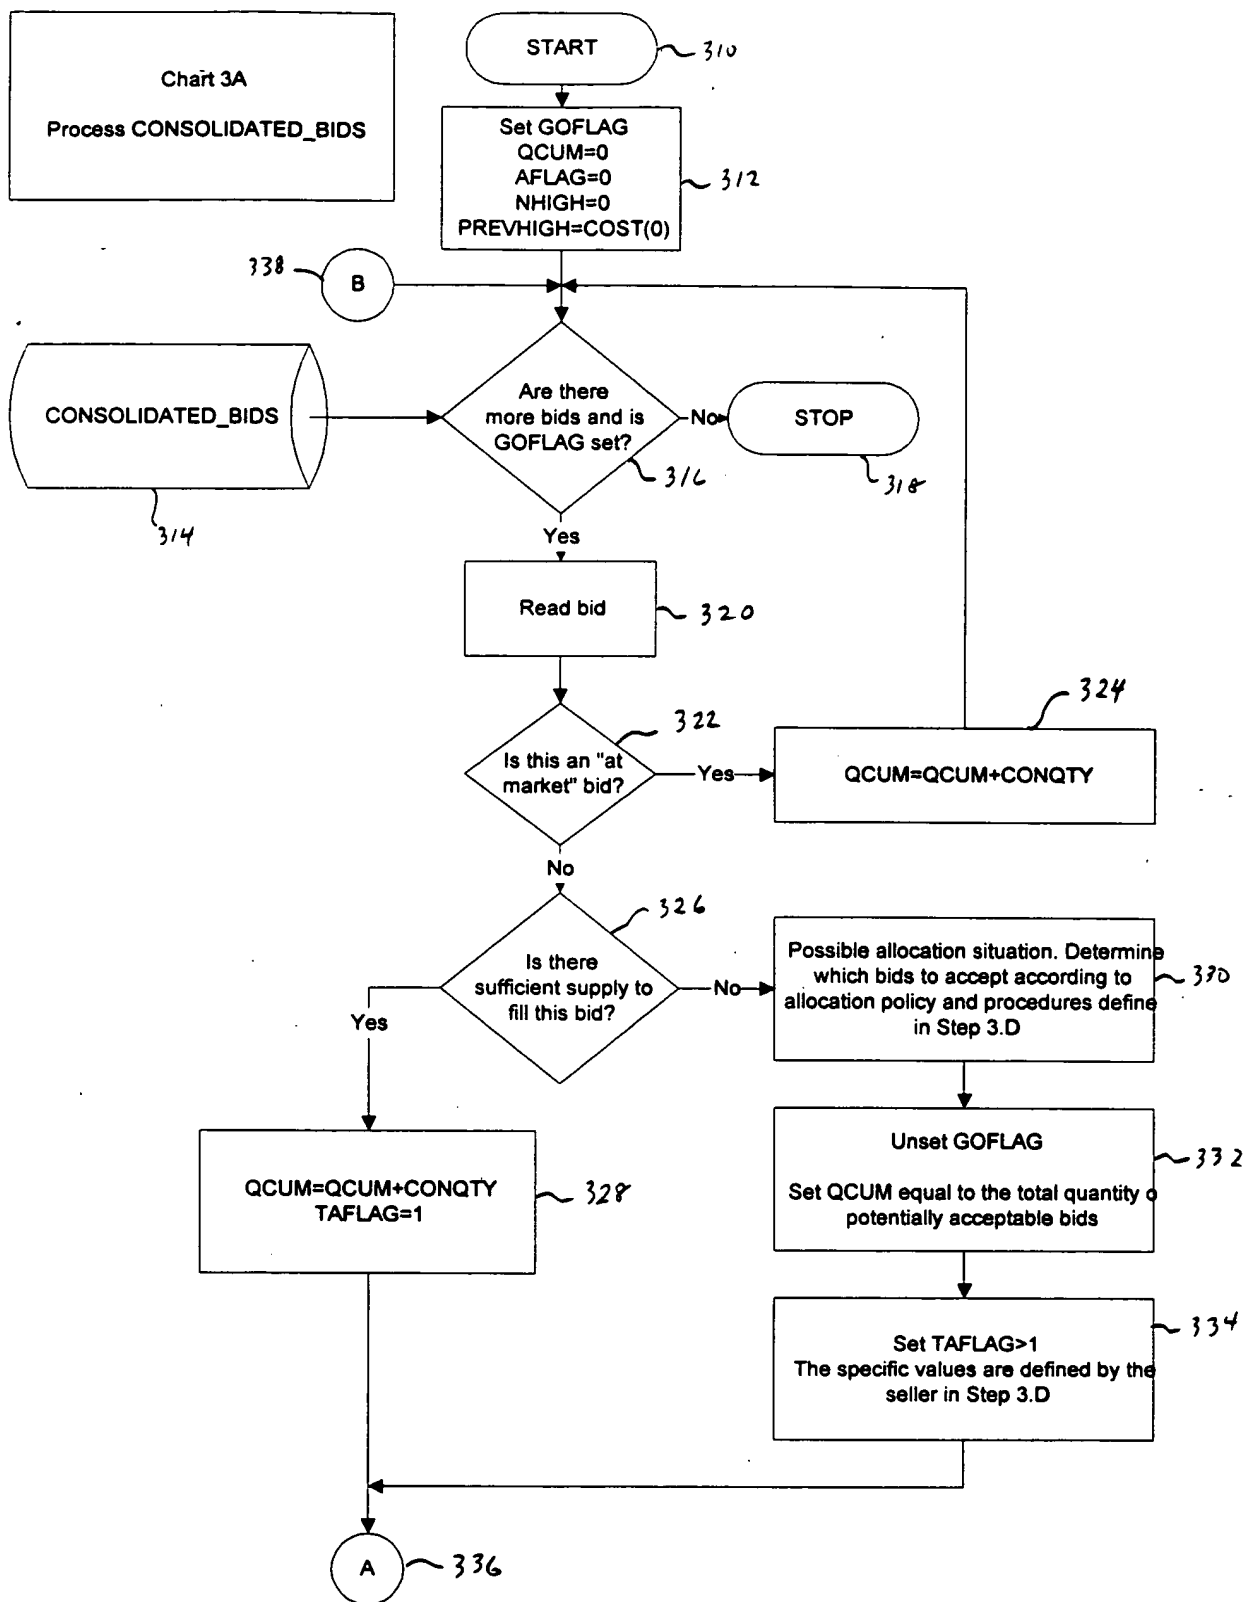 Chart 3A
Process CONSOLIDATED_BIDS
START
310
Set GOFLAG
QCUM=0
AFLAG=0
NHIGH=0
PREVHIGH=COST(0)
312
338
B
CONSOLIDATED_BIDS
314
Are there
more bids and is
GOFLAG set?
316
No
STOP
318
Yes
Read bid
320
Is this an "at
market" bid?
322
Yes
QCUM=QCUM+CONQTY
324
No
Is there
sufficient supply to
fill this bid?
326
No
Possible allocation situation. Determine
which bids to accept according to
allocation policy and procedures define
in Step 3.D
330
Yes
QCUM=QCUM+CONQTY
TAFLAG=1
328
Unset GOFLAG
Set QCUM equal to the total quantity o
potentially acceptable bids
332
Set TAFLAG>1
The specific values are defined by the
seller in Step 3.D
334
A
336